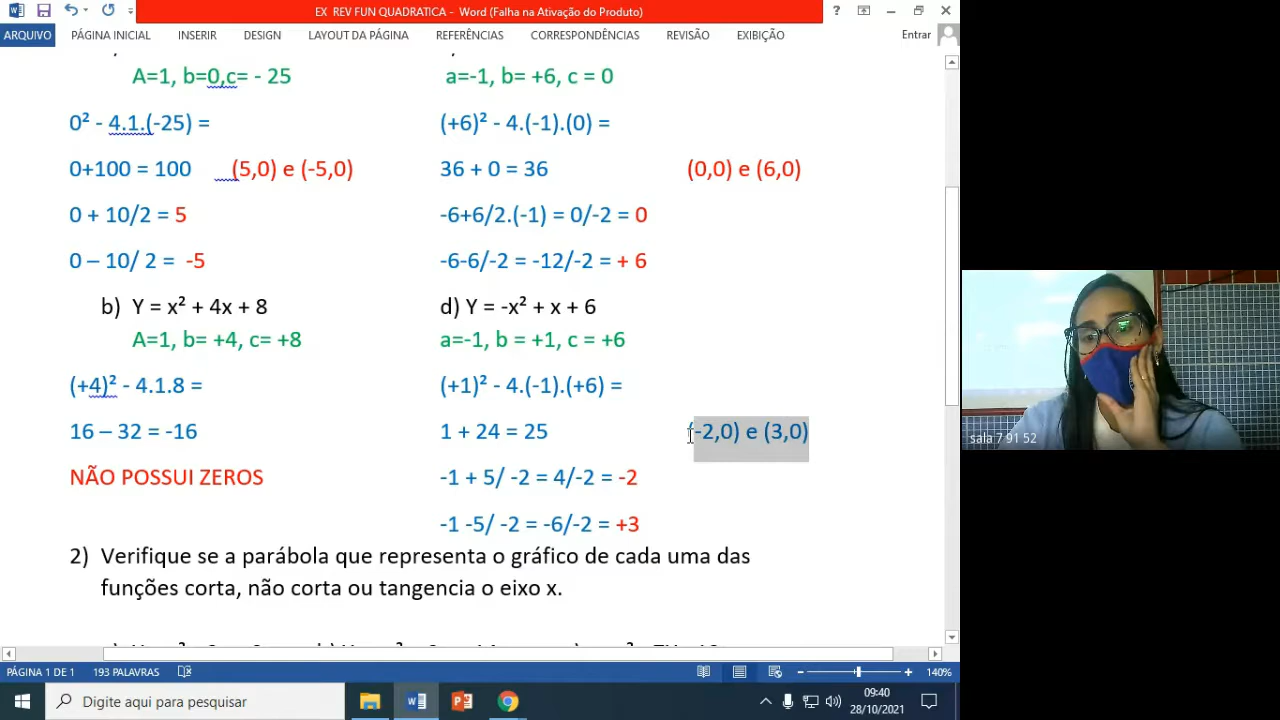 EX REV FUN QUADRATICA - Word (Falha na Ativação do Produto)
ARQUIVO PÁGINA INICIAL INSERIR DESIGN LAYOUT DA PÁGINA REFERÊNCIAS CORRESPONDÊNCIAS REVISÃO EXIBIÇÃO Entrar
A=1, b=0,c= - 25 a=-1, b= +6, c = 0
0² - 4.1.(-25) = (+6)² - 4.(-1).(0) =
0+100 = 100 (5,0) e (-5,0) 36 + 0 = 36 (0,0) e (6,0)
0 + 10/2 = 5 -6+6/2.(-1) = 0/-2 = 0
0 – 10/ 2 = -5 -6-6/-2 = -12/-2 = + 6
b) Y = x² + 4x + 8 d) Y = -x² + x + 6
A=1, b= +4, c= +8 a=-1, b = +1, c = +6
(+4)² - 4.1.8 = (+1)² - 4.(-1).(+6) =
16 – 32 = -16 1 + 24 = 25 (-2,0) e (3,0)
NÃO POSSUI ZEROS -1 + 5/ -2 = 4/-2 = -2
-1 -5/ -2 = -6/-2 = +3
2) Verifique se a parábola que representa o gráfico de cada uma das
funções corta, não corta ou tangencia o eixo x.
sala 7 91 52
PÁGINA 1 DE 1 193 PALAVRAS 140%
Digite aqui para pesquisar
09:40
28/10/2021